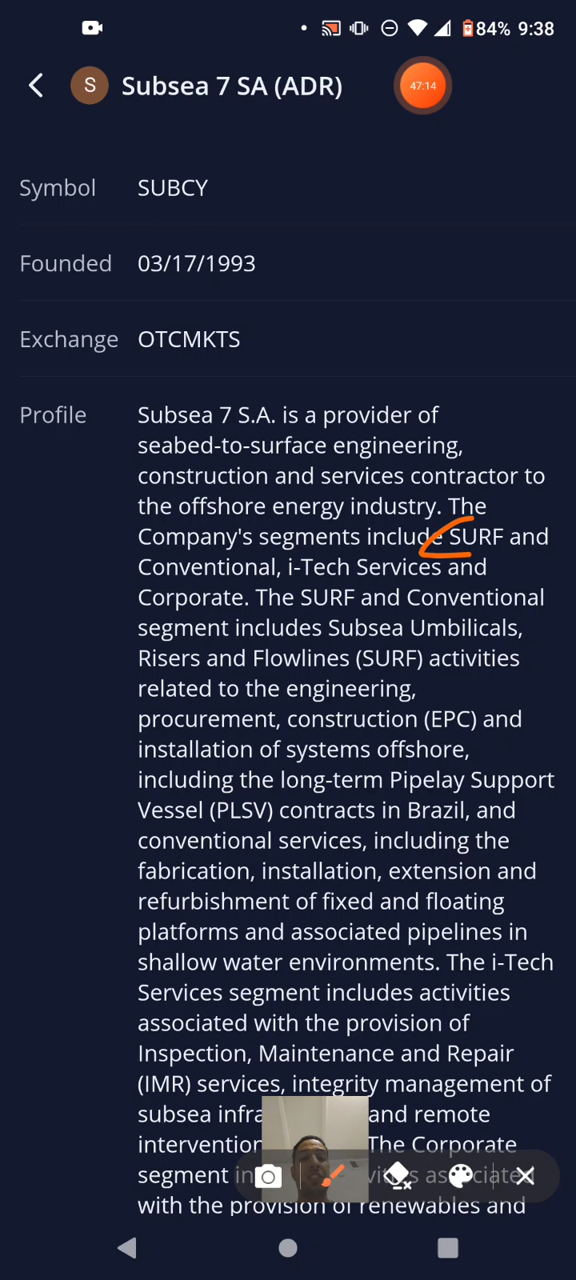 84% 9:38
S Subsea 7 SA (ADR) 47:14
Symbol SUBCY
Founded 03/17/1993
Exchange OTCMKTS
Profile Subsea 7 S.A. is a provider of
seabed-to-surface engineering,
construction and services contractor to
the offshore energy industry. The
Company's segments include SURF and
Conventional, i-Tech Services and
Corporate. The SURF and Conventional
segment includes Subsea Umbilicals,
Risers and Flowlines (SURF) activities
related to the engineering,
procurement, construction (EPC) and
installation of systems offshore,
including the long-term Pipelay Support
Vessel (PLSV) contracts in Brazil, and
conventional services, including the
fabrication, installation, extension and
refurbishment of fixed and floating
platforms and associated pipelines in
shallow water environments. The i-Tech
Services segment includes activities
associated with the provision of
Inspection, Maintenance and Repair
(IMR) services, integrity management of
subsea infra and remote
intervention The Corporate
segment in associated
with the provision of renewables and